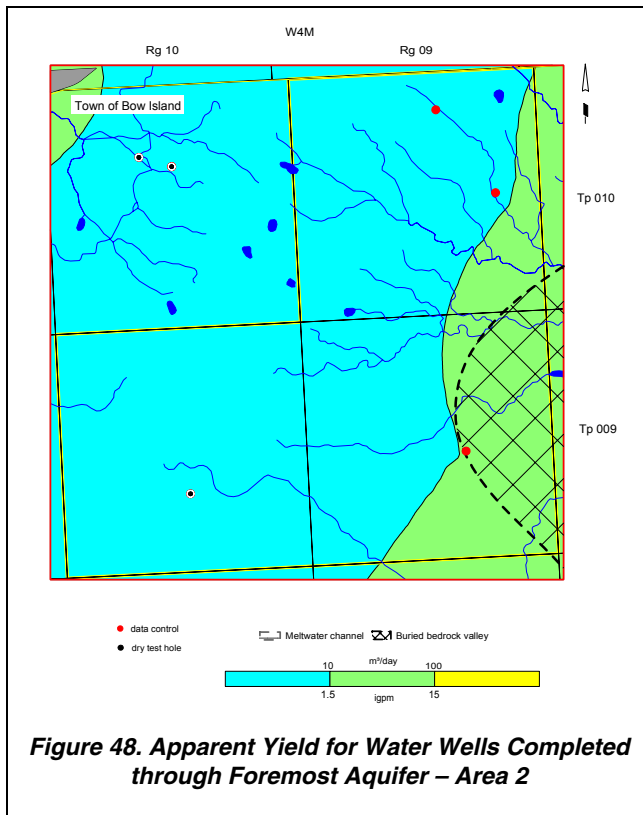 W4M
Rg 10
Rg 09
Town of Bow Island
Tp 010
Tp 009
data control
dry test hole
Meltwater channel
Buried bedrock valley
10
m³/day
100
1.5
igpm
15
Figure 48. Apparent Yield for Water Wells Completed
through Foremost Aquifer – Area 2